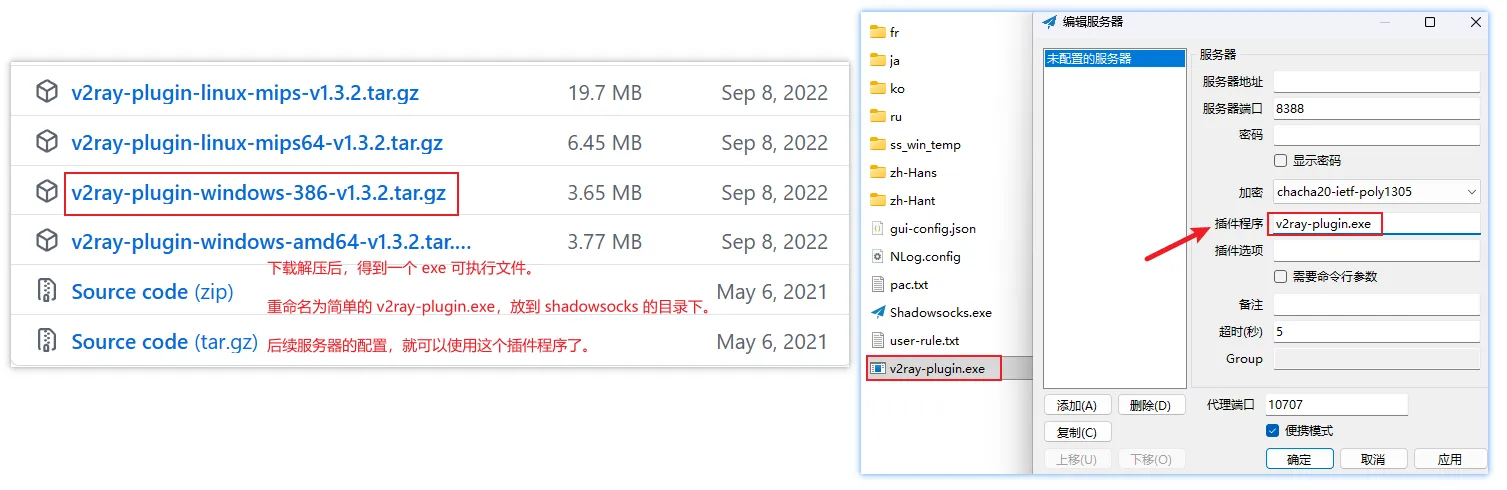 v2ray-plugin-linux-mips-v1.3.2.tar.gz 19.7 MB Sep 8, 2022
v2ray-plugin-linux-mips64-v1.3.2.tar.gz 6.45 MB Sep 8, 2022
v2ray-plugin-windows-386-v1.3.2.tar.gz 3.65 MB Sep 8, 2022
v2ray-plugin-windows-amd64-v1.3.2.tar.... 3.77 MB Sep 8, 2022
下载解压后，得到一个 exe 可执行文件。
Source code (zip) May 6, 2021
重命名为简单的 v2ray-plugin.exe，放到 shadowsocks 的目录下。
Source code (tar.gz) May 6, 2021
后续服务器的配置，就可以使用这个插件程序了。
fr
ja
ko
ru
ss_win_temp
zh-Hans
zh-Hant
gui-config.json
NLog.config
pac.txt
Shadowsocks.exe
user-rule.txt
v2ray-plugin.exe
编辑服务器
未配置的服务器
服务器
服务器地址
服务器端口 8388
密码
显示密码
加密 chacha20-ietf-poly1305
插件程序 v2ray-plugin.exe
插件选项
需要命令行参数
备注
超时(秒) 5
Group
添加(A) 删除(D)
复制(C)
上移(U) 下移(O)
代理端口 10707
便携模式
确定 取消 应用